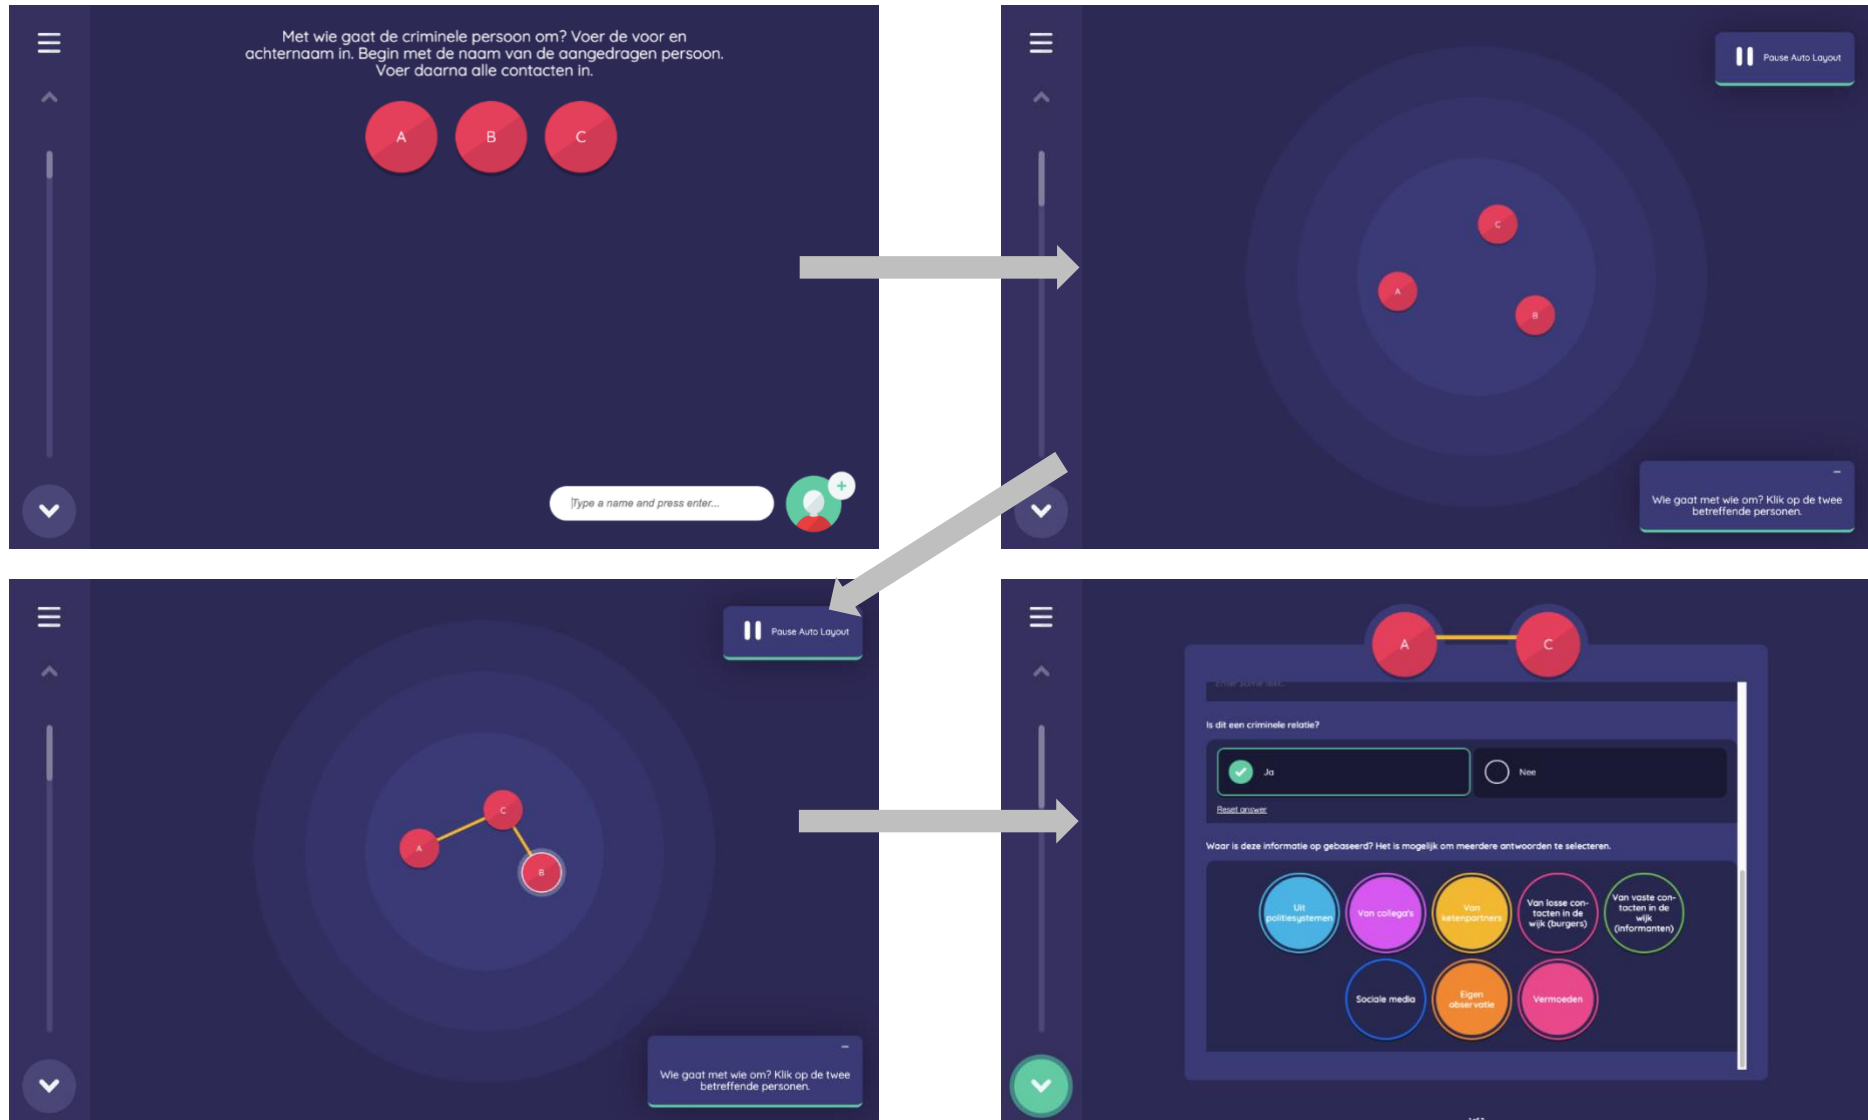 Met wie gaat de criminele persoon om? Voer de voor en
achternaam in. Begin met de naam van de aangedragen persoon.
Voer daarna alle contacten in.
A
B
C
Type a name and press enter...
Pause Auto Layout
C
A
B
Wie gaat met wie om? Klik op de twee
betreffende personen.
Pause Auto Layout
C
A
B
Wie gaat met wie om? Klik op de twee
betreffende personen.
A
C
Is dit een criminele relatie?
Ja
Nee
Reset answer
Waar is deze informatie op gebaseerd? Het is mogelijk om meerdere antwoorden te selecteren.
Uit
politiesystemen
Van collega's
Van
ketenpartners
Van losse con-
tacten in de
wijk (burgers)
Van vaste con-
tacten in de
wijk
(informanten)
Sociale media
Eigen
observatie
Vermoeden